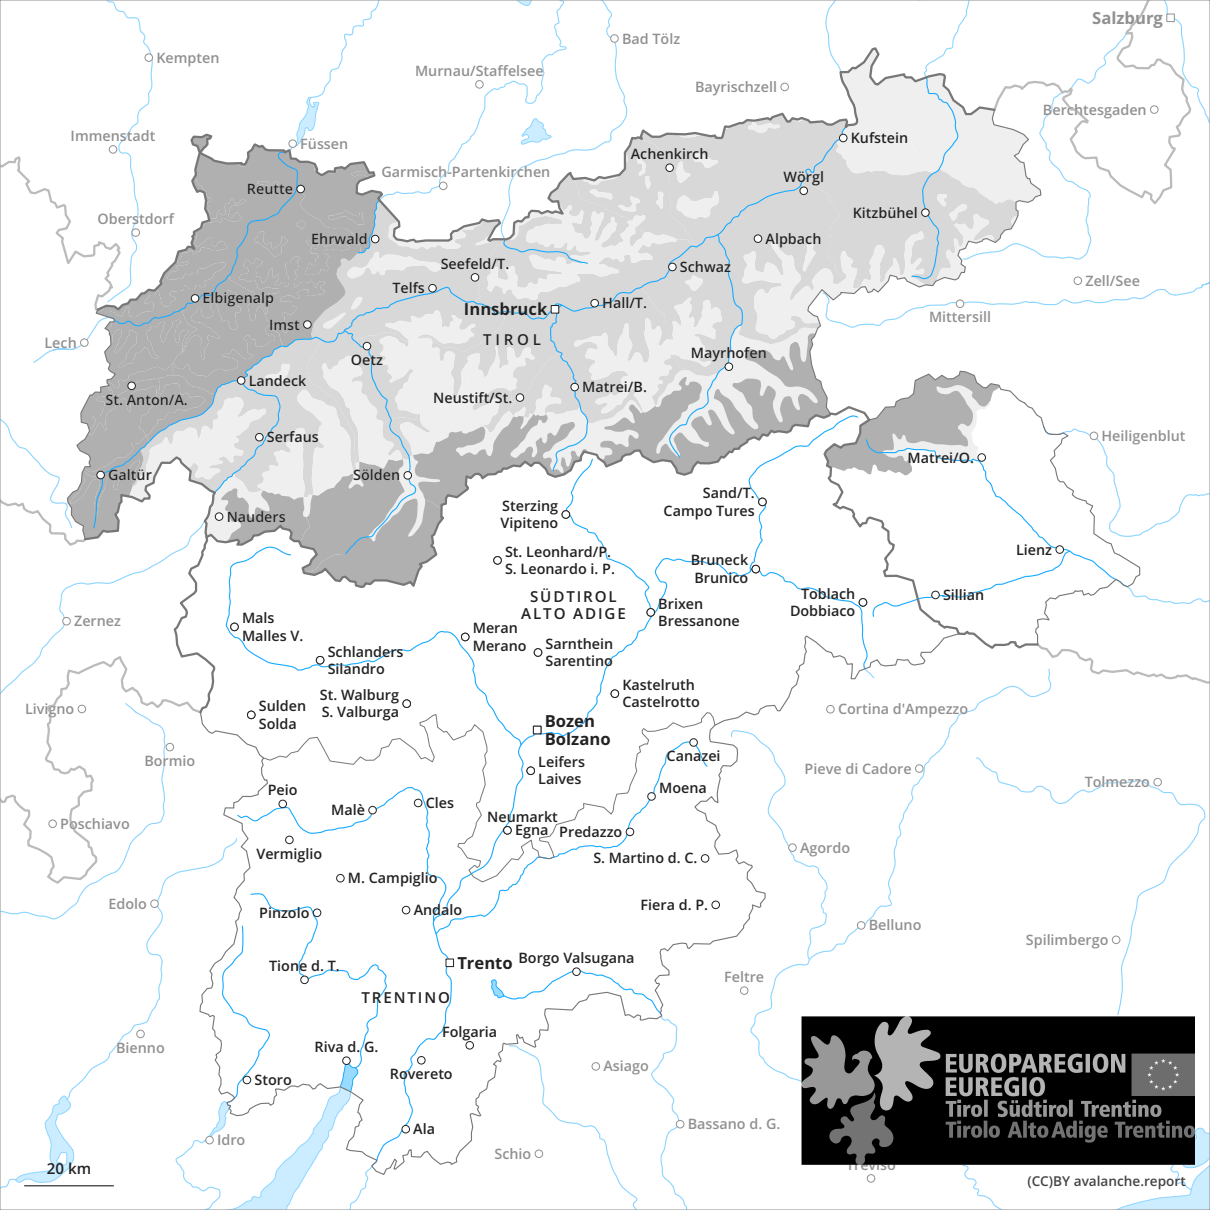 Salzburg
Bad Tölz
Kempten
Murnau/Staffelsee
Bayrischzell
Berchtesgaden
Immenstadt
Füssen
Kufstein
Achenkirch
Garmisch-Partenkirchen
Wörgl
Reutte
Oberstdorf
Kitzbühel
Ehrwald
Alpbach
Seefeld/T.
Schwaz
Zell/See
Telfs
Elbigenalp
Innsbruck
Hall/T.
Mittersill
Imst
TIROL
Lech
Oetz
Mayrhofen
Landeck
Matrei/B.
St. Anton/A.
Neustift/St.
Serfaus
Heiligenblut
Matrei/O.
Galtür
Sölden
Sand/T.
Campo Tures
Sterzing
Vipiteno
Nauders
St. Leonhard/P.
S. Leonardo i. P.
Lienz
Bruneck
Brunico
SÜDTIROL
ALTO ADIGE
Toblach
Dobbiaco
Sillian
Brixen
Bressanone
Zernez
Mals
Malles V.
Meran
Merano
Sarnthein
Sarentino
Schlanders
Silandro
Kastelruth
Castelrotto
St. Walburg
S. Valburga
Sulden
Solda
Livigno
Cortina d'Ampezzo
Bozen
Bolzano
Canazei
Bormio
Leifers
Laives
Pieve di Cadore
Tolmezzo
Peio
Moena
Malè
Cles
Neumarkt
Egna
Predazzo
Poschiavo
Vermiglio
S. Martino d. C.
Agordo
M. Campiglio
Edolo
Pinzolo
Andalo
Fiera d. P.
Belluno
Spilimbergo
Trento
Borgo Valsugana
Tione d. T.
Feltre
TRENTINO
Folgaria
Bienno
Riva d. G.
Rovereto
Asiago
Storo
EUROPAREGION
EUREGIO
Tirol Südtirol Trentino
Tirolo Alto Adige Trentino
Ala
Bassano d. G.
Idro
Schio
Treviso
20 km
(CC)BY avalanche.report